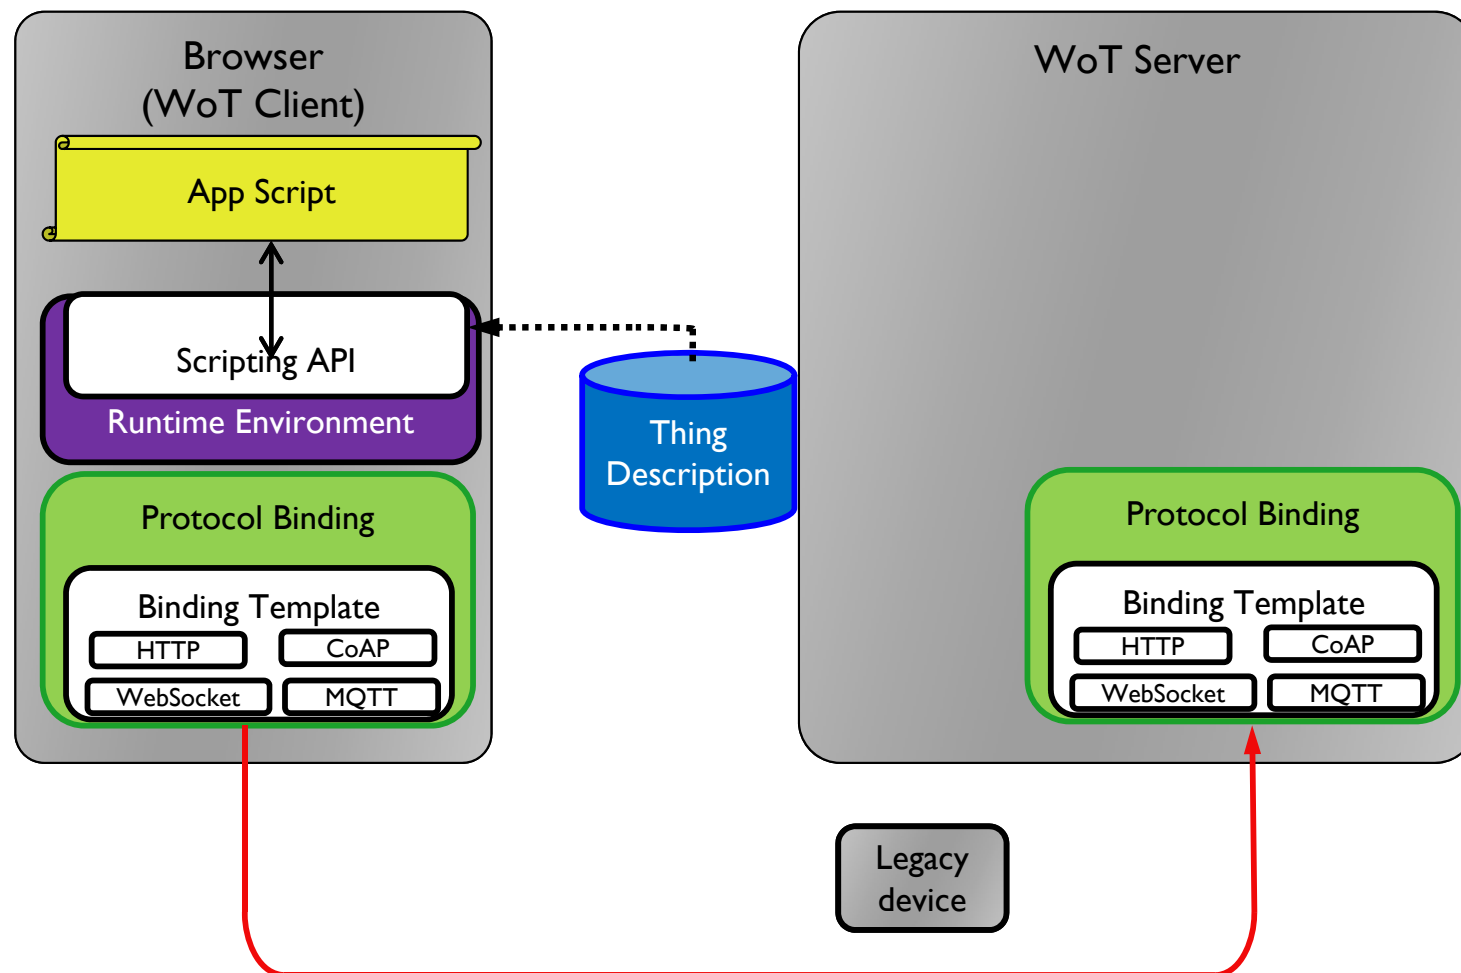 Browser
(WoT Client)
App Script
Scripting API
Runtime Environment
Protocol Binding
Binding Template
HTTP
CoAP
WebSocket
MQTT
Thing
Description
WoT Server
Protocol Binding
Binding Template
HTTP
CoAP
WebSocket
MQTT
Legacy
device